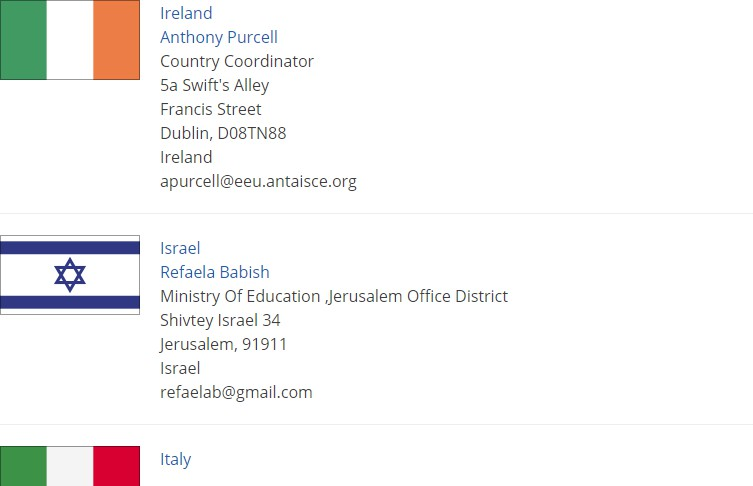 Ireland
Anthony Purcell
Country Coordinator
5a Swift's Alley
Francis Street
Dublin, D08TN88
Ireland
apurcell@eeu.antaisce.org
Israel
Refaela Babish
Ministry Of Education ,Jerusalem Office District
Shivtey Israel 34
Jerusalem, 91911
Israel
refaelab@gmail.com
Italy